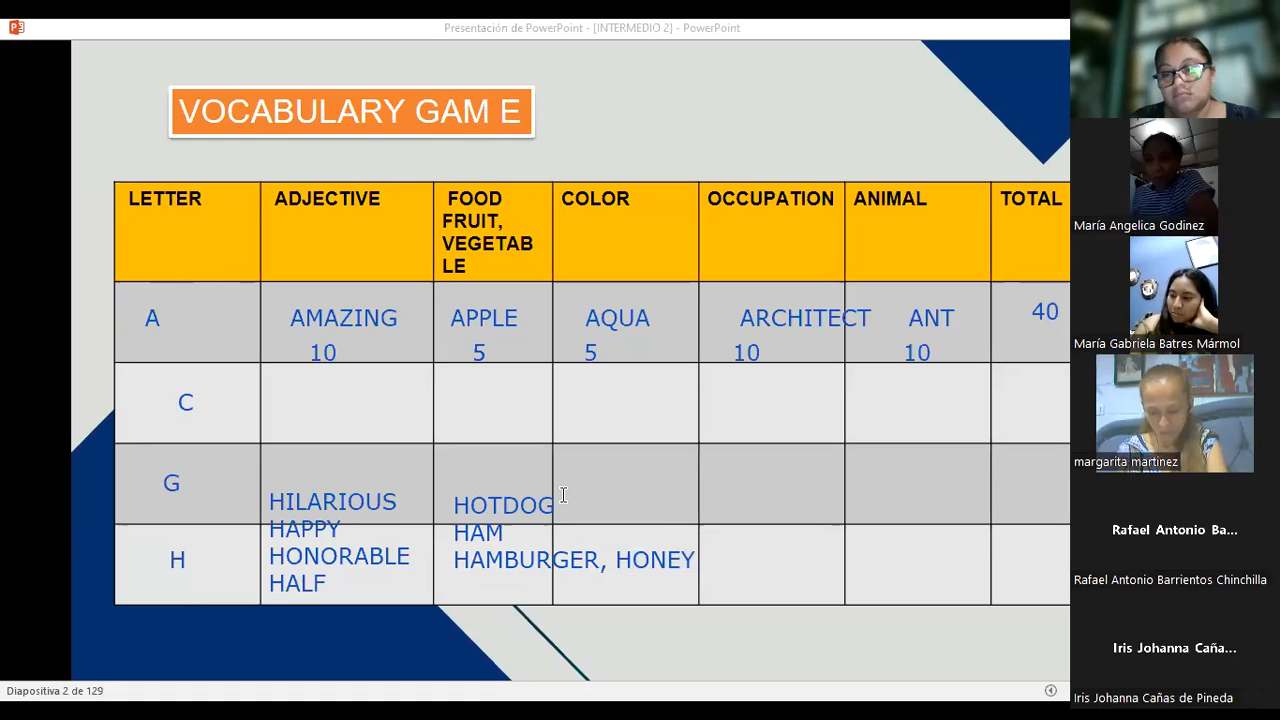 Presentación de PowerPoint - [INTERMEDIO 2] - PowerPoint
VOCABULARY GAM E
LETTER
ADJECTIVE
FOOD
FRUIT,
VEGETAB
LE
COLOR
OCCUPATION
ANIMAL
TOTAL
A
AMAZING
10
APPLE
5
AQUA
5
ARCHITECT
10
ANT
10
40
C
G
H
HILARIOUS
HAPPY
HONORABLE
HALF
HOTDOG
HAM
HAMBURGER, HONEY
Diapositiva 2 de 129
María Angelica Godinez
María Gabriela Batres Mármol
margarita martinez
Rafael Antonio Ba...
Rafael Antonio Barrientos Chinchilla
Iris Johanna Caña...
Iris Johanna Cañas de Pineda